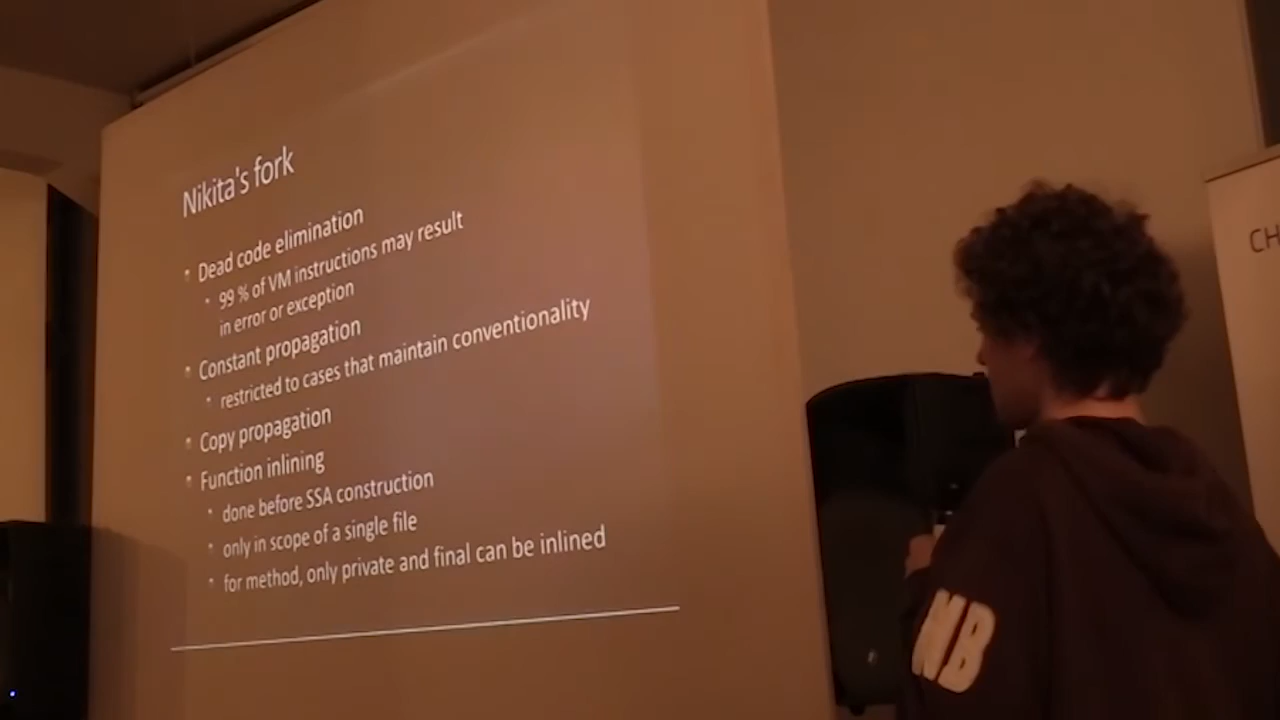 Nikita's fork
Dead code elimination
99 % of VM instructions may result
in error or exception
Constant propagation
restricted to cases that maintain conventionality
Copy propagation
Function inlining
done before SSA construction
only in scope of a single file
for method, only private and final can be inlined
CH
NB